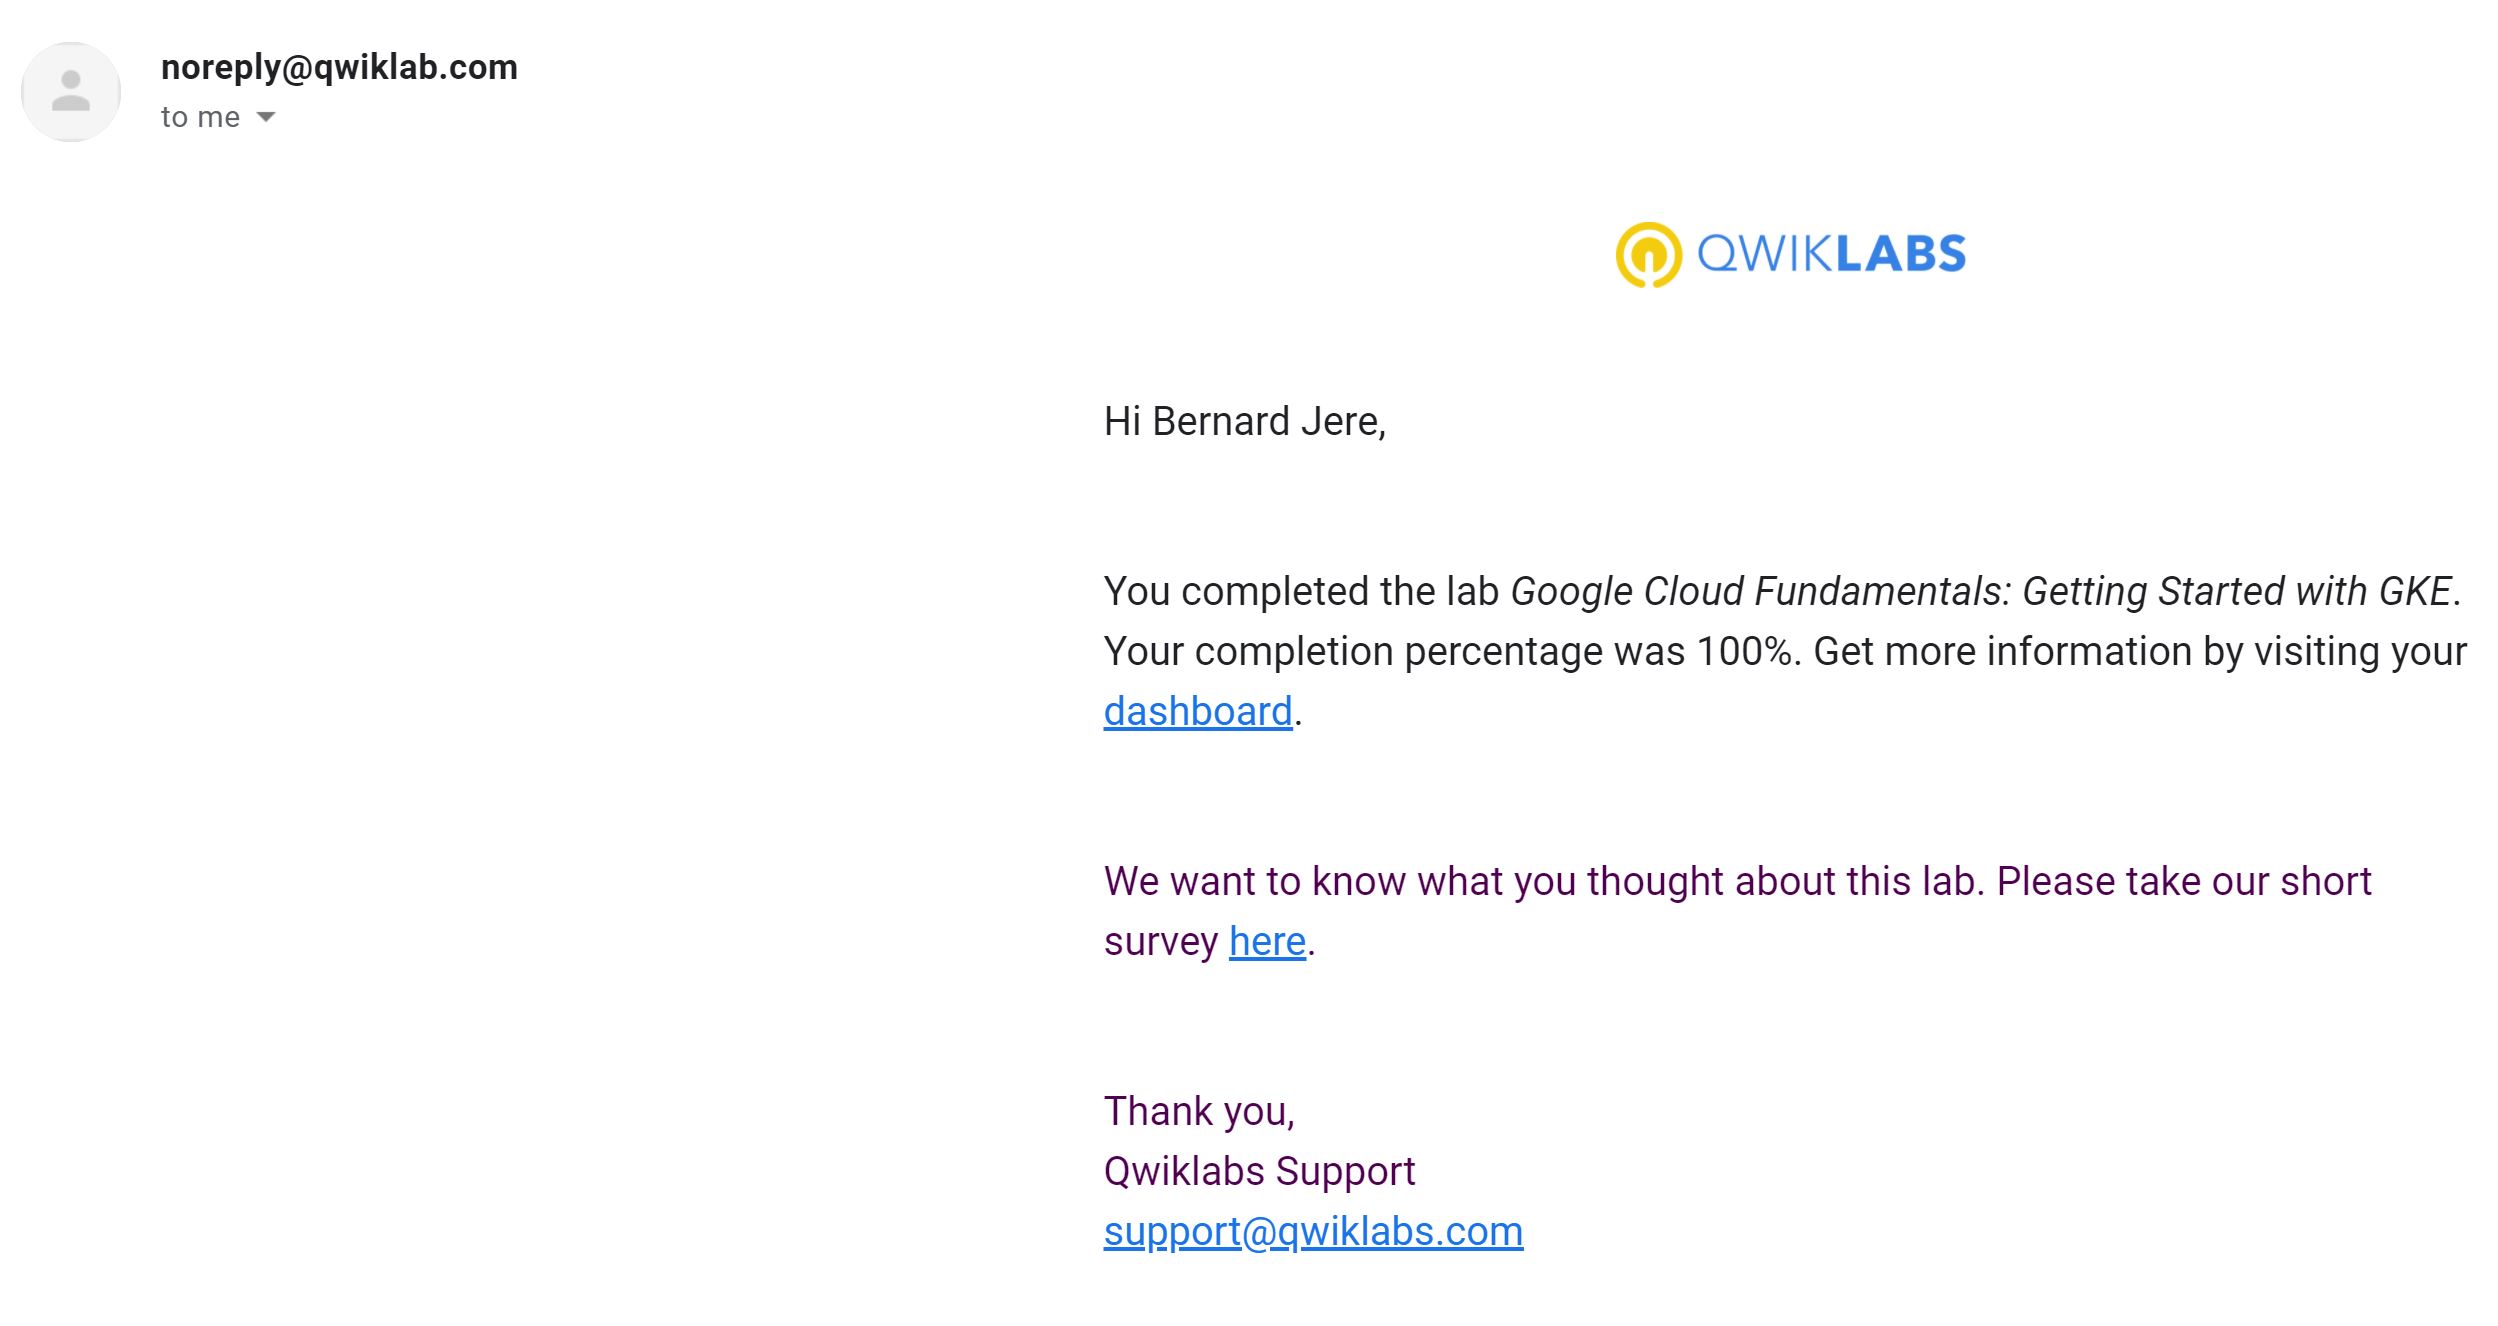 noreply@qwiklab.com
to me
QWIKLABS
Hi Bernard Jere,
You completed the lab Google Cloud Fundamentals: Getting Started with GKE.
Your completion percentage was 100%. Get more information by visiting your
dashboard.
We want to know what you thought about this lab. Please take our short
survey here.
Thank you,
Qwiklabs Support
support@qwiklabs.com